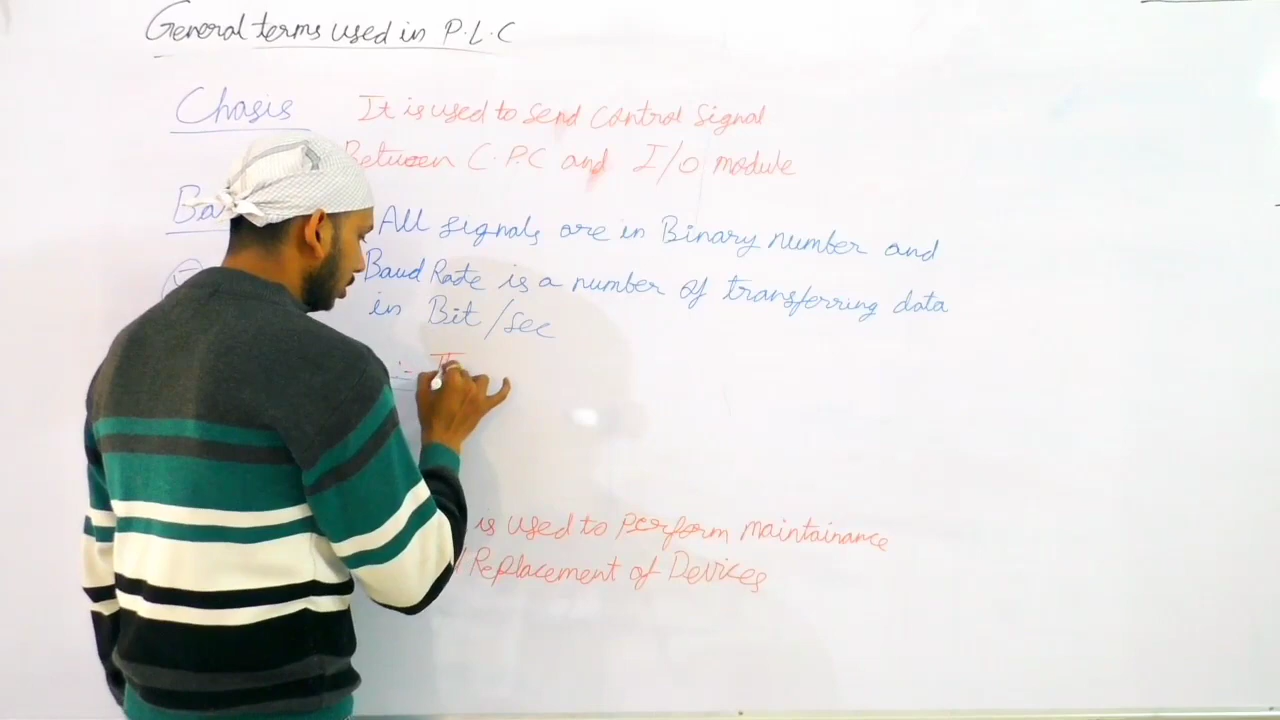 General terms used in P.L.C
Chasis It is used to send control signal
Between C.P.C and I/O module
Ba
All signals are in Binary number and
Baud Rate is a number of transferring data
in Bit/sec
:- It
is used to perform maintainance
Replacement of Devices